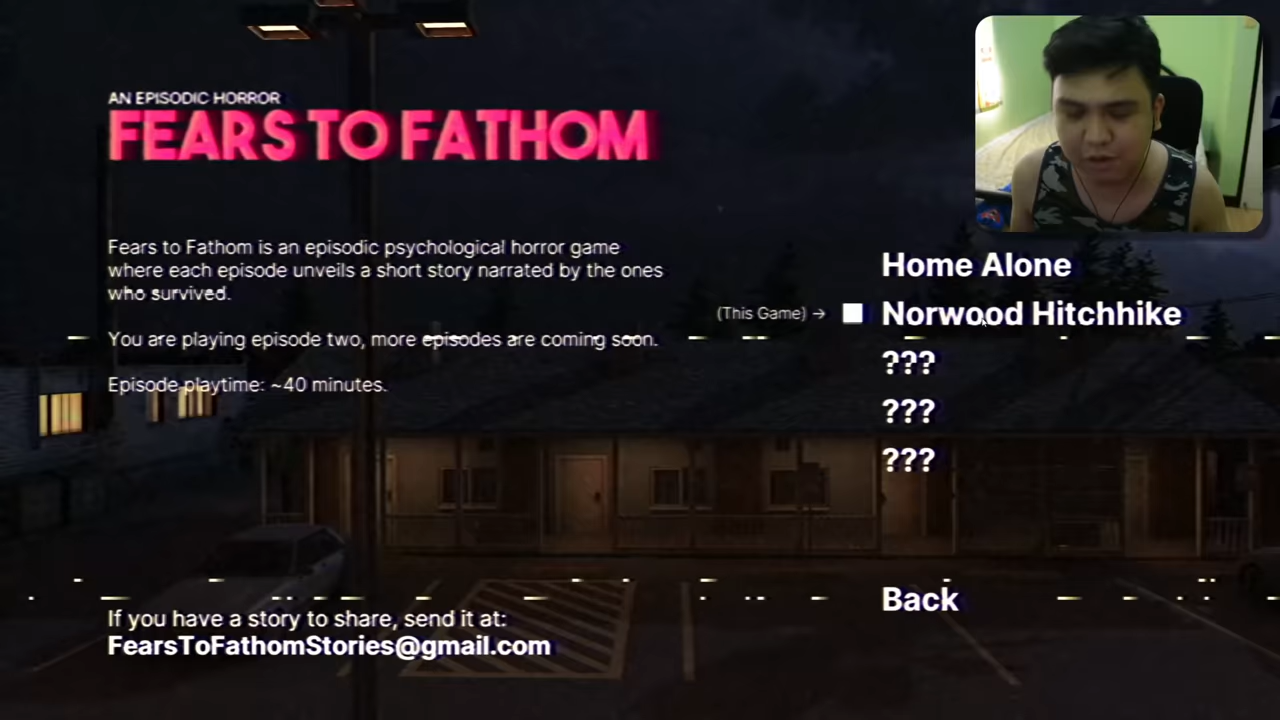 AN EPISODIC HORROR
FEARS TO FATHOM
Fears to Fathom is an episodic psychological horror game
where each episode unveils a short story narrated by the ones
who survived.
You are playing episode two, more episodes are coming soon.
Episode playtime: ~40 minutes.
If you have a story to share, send it at:
FearsToFathomStories@gmail.com
Home Alone
(This Game) → Norwood Hitchhike
???
???
???
Back